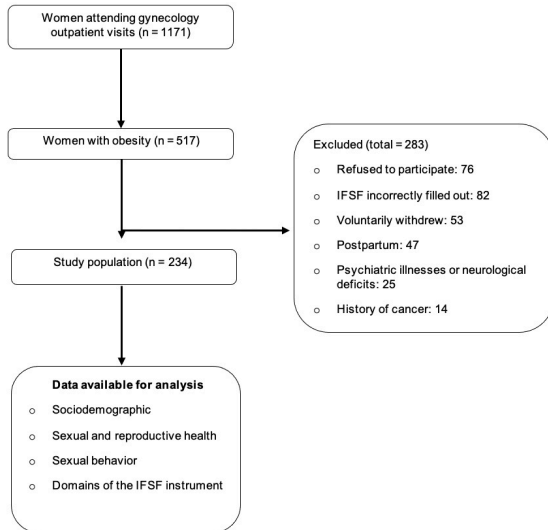 Women attending gynecology
outpatient visits (n = 1171)
Women with obesity (n = 517)
Excluded (total = 283)
o Refused to participate: 76
o IFSF incorrectly filled out: 82
o Voluntarily withdrew: 53
o Postpartum: 47
o Psychiatric illnesses or neurological
deficits: 25
o History of cancer: 14
Study population (n = 234)
Data available for analysis
o Sociodemographic
o Sexual and reproductive health
o Sexual behavior
o Domains of the IFSF instrument